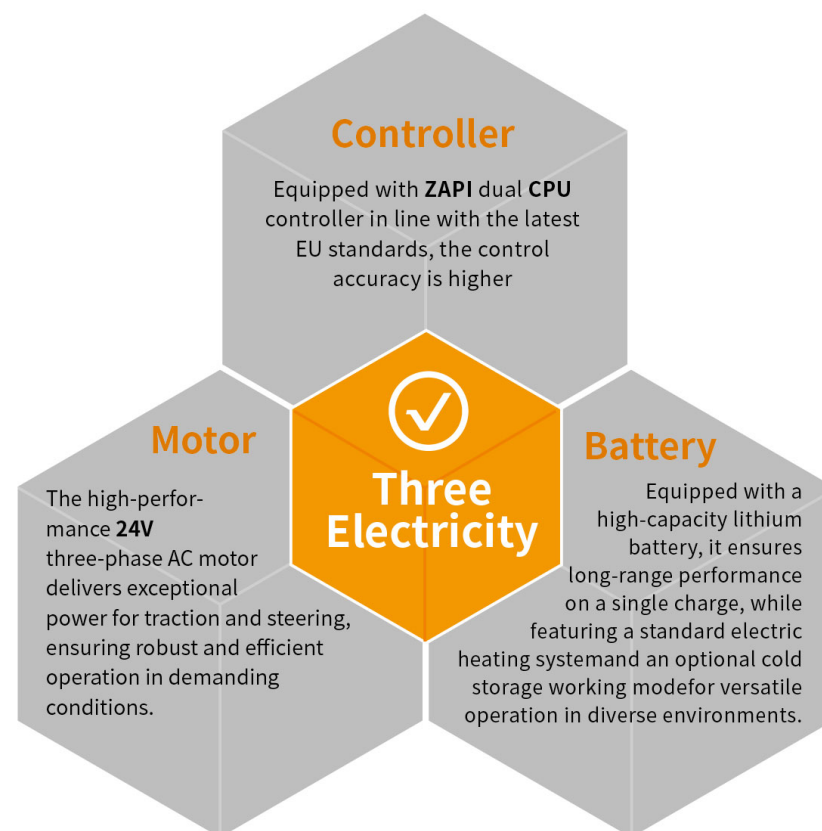 Controller
Equipped with ZAPI dual CPU
controller in line with the latest
EU standards, the control
accuracy is higher
Three
Electricity
Motor
The high-perfor-
mance 24V
three-phase AC motor
delivers exceptional
power for traction and steering,
ensuring robust and efficient
operation in demanding
conditions.
Battery
Equipped with a
high-capacity lithium
battery, it ensures
long-range performance
on a single charge, while
featuring a standard electric
heating systemand an optional cold
storage working modefor versatile
operation in diverse environments.